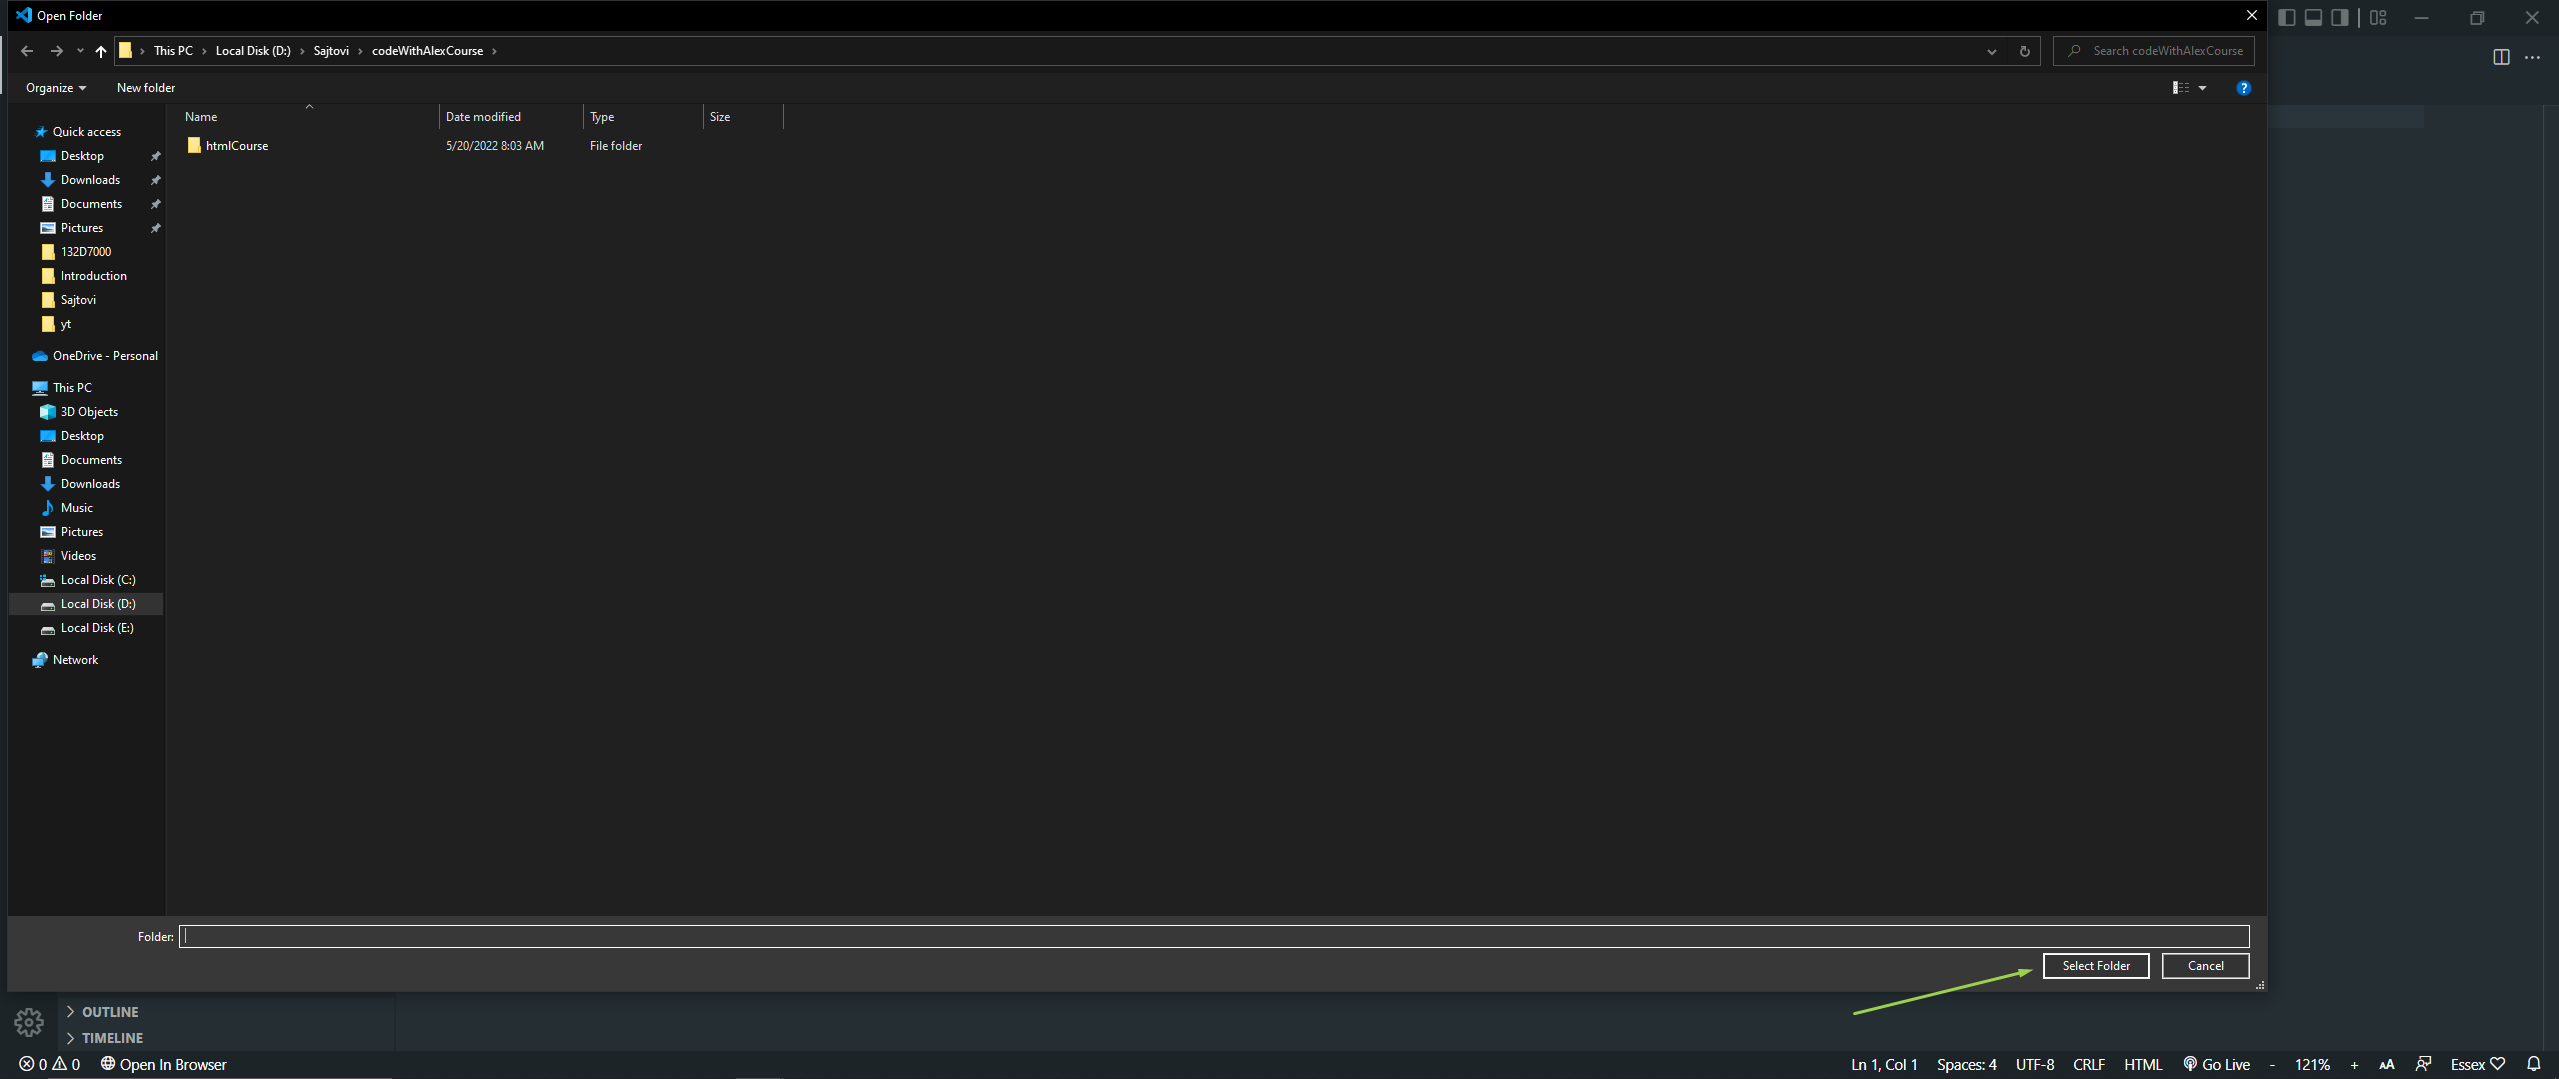 Open Folder
This PC Local Disk (D:) Sajtovi codeWithAlexCourse Search codeWithAlexCourse
Organize New folder
Name Date modified Type Size
htmlCourse 5/20/2022 8:03 AM File folder
Quick access
Desktop
Downloads
Documents
Pictures
132D7000
Introduction
Sajtovi
yt
OneDrive - Personal
This PC
3D Objects
Desktop
Documents
Downloads
Music
Pictures
Videos
Local Disk (C:)
Local Disk (D:)
Local Disk (E:)
Network
Folder:
Select Folder Cancel
OUTLINE
TIMELINE
0 0 Open In Browser Ln 1, Col 1 Spaces: 4 UTF-8 CRLF HTML Go Live - 121% + AA Essex